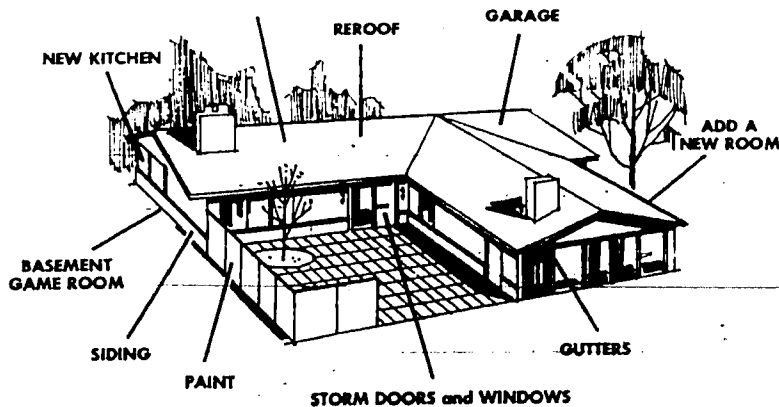 REROOF
GARAGE
NEW KITCHEN
ADD A
NEW ROOM
BASEMENT
GAME ROOM
SIDING
PAINT
GUTTERS
STORM DOORS and WINDOWS